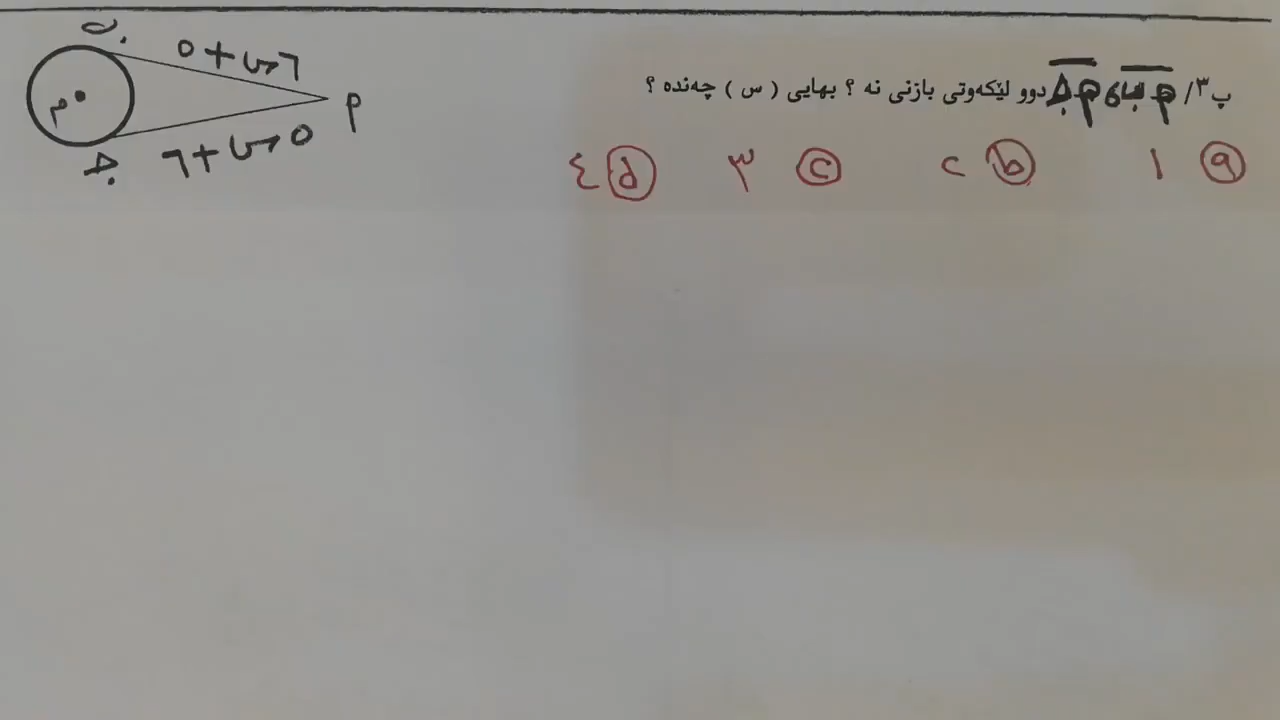 پ٣/ م ب و م ج دوو لێکەوتی بازنی نە ؟ بهایی ( س ) چەندە ؟
a ١ b ٢ c ٣ d ٤
ب
٦س + ٥
م
م
٥س + ٦
ج